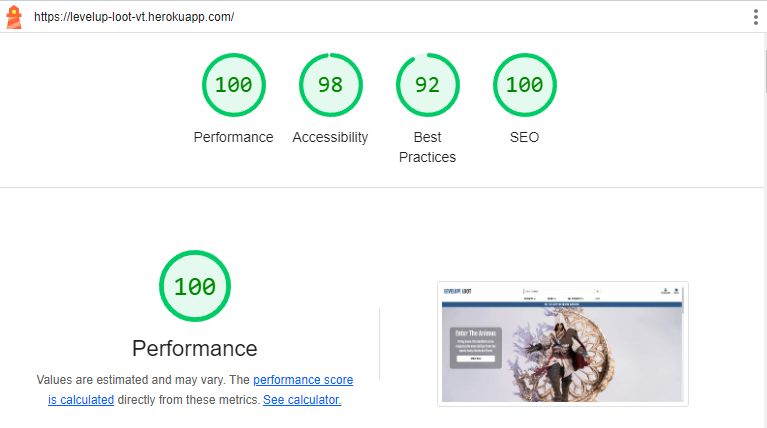 https://levelup-loot-vt.herokuapp.com/
100
98
92
100
Performance
Accessibility
Best
Practices
SEO
100
Performance
Values are estimated and may vary. The performance score
is calculated directly from these metrics. See calculator.
LEVELUP LOOT
Enter The Animus